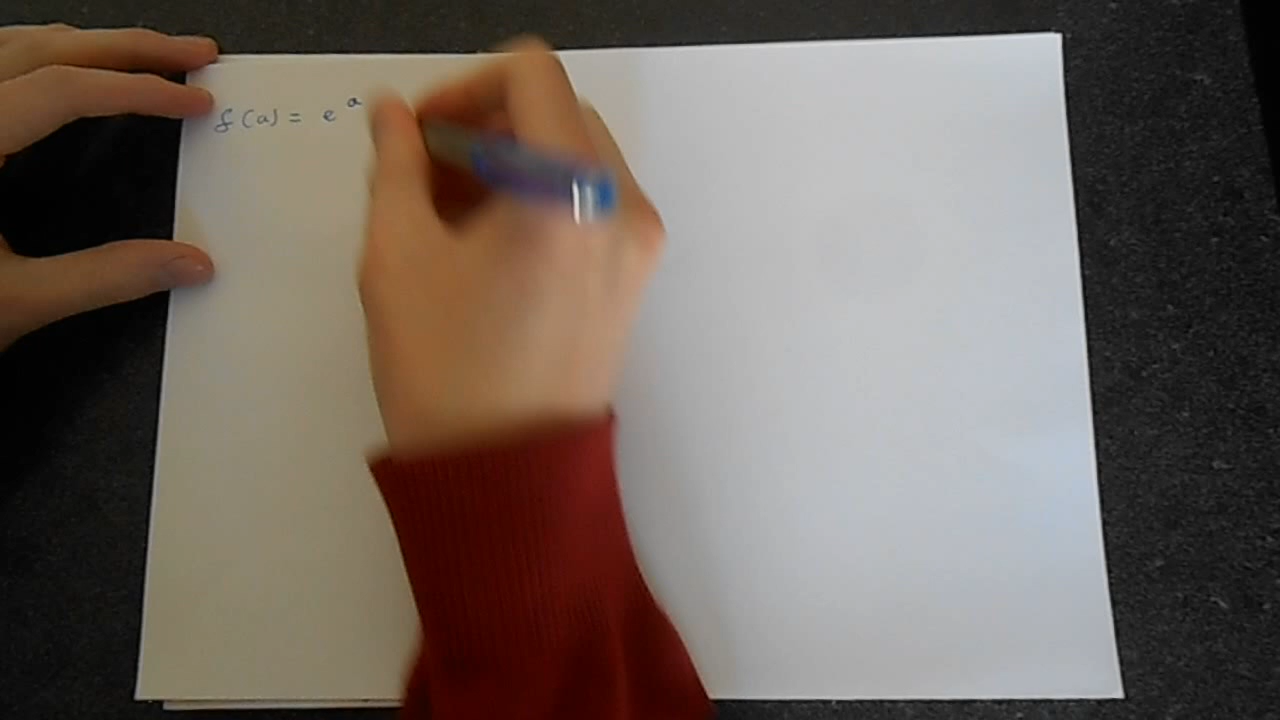 f(a) = e^a